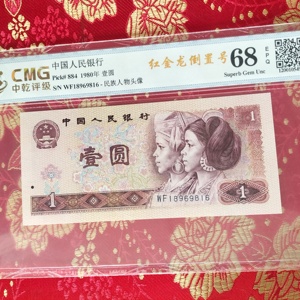 CMG
中乾评级
中国人民银行
Pick# 884 1980年 壹圆
S/N WF18969816 - 民族人物头像
红金龙倒置号
68
EPQ
Superb Gem Unc
中国人民银行
壹圆
1
1
WF18969816